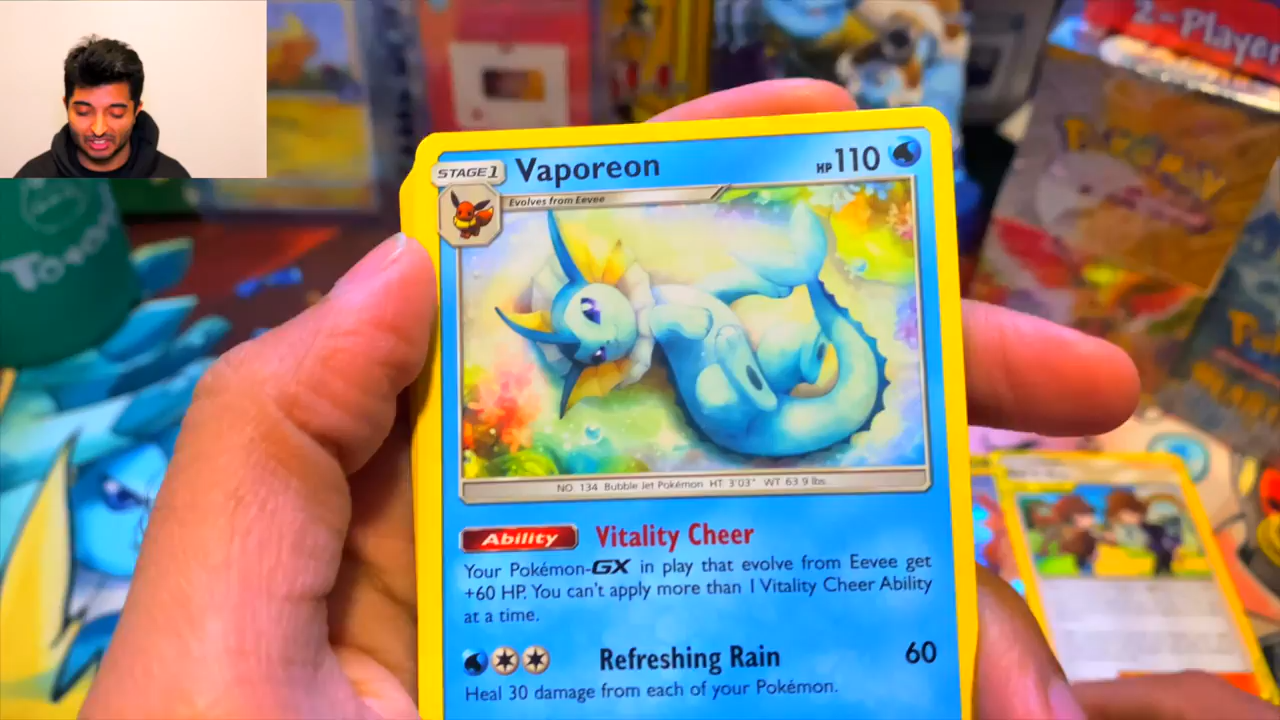 2-Player
STAGE 1
Vaporeon
HP 110
Evolves from Eevee
NO. 134 Bubble Jet Pokémon HT 3'03" WT 63.9 lbs.
Ability
Vitality Cheer
Your Pokémon-GX in play that evolve from Eevee get
+60 HP. You can't apply more than 1 Vitality Cheer Ability
at a time.
Refreshing Rain
60
Heal 30 damage from each of your Pokémon.